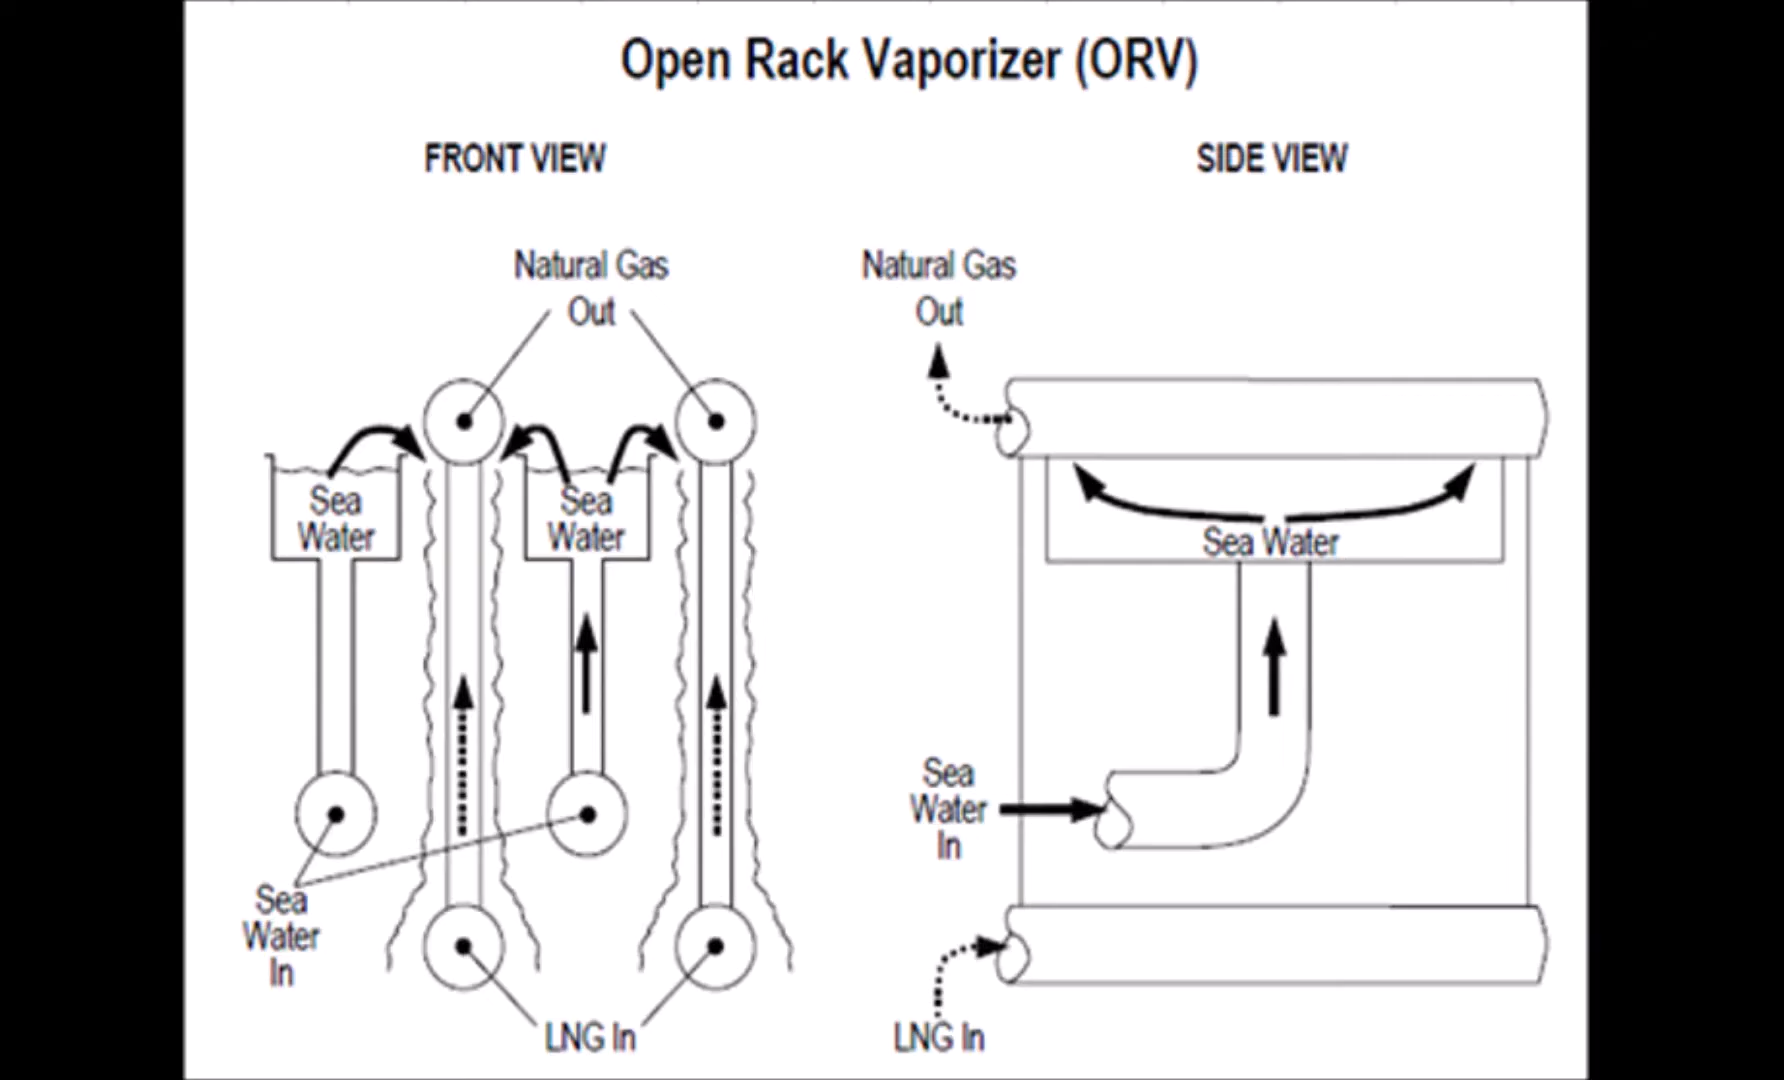 Open Rack Vaporizer (ORV)
FRONT VIEW
SIDE VIEW
Natural Gas
Out
Natural Gas
Out
Sea
Water
Sea
Water
Sea Water
Sea
Water
In
Sea
Water
In
LNG In
LNG In